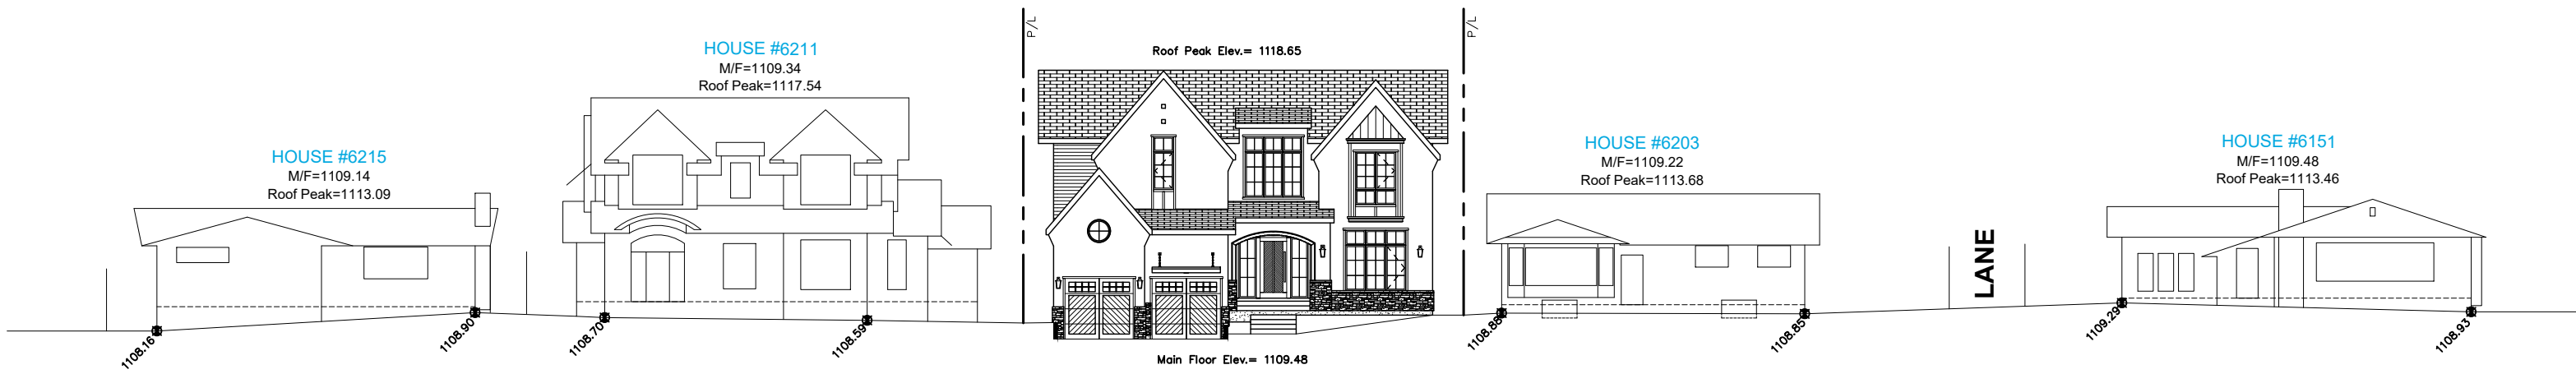 HOUSE #6215
M/F=1109.14
Roof Peak=1113.09
1108.16
1108.90
HOUSE #6211
M/F=1109.34
Roof Peak=1117.54
1108.70
1108.59
P/L
Roof Peak Elev.= 1118.65
Main Floor Elev.= 1109.48
P/L
HOUSE #6203
M/F=1109.22
Roof Peak=1113.68
1108.88
1108.85
LANE
HOUSE #6151
M/F=1109.48
Roof Peak=1113.46
1109.29
1108.93